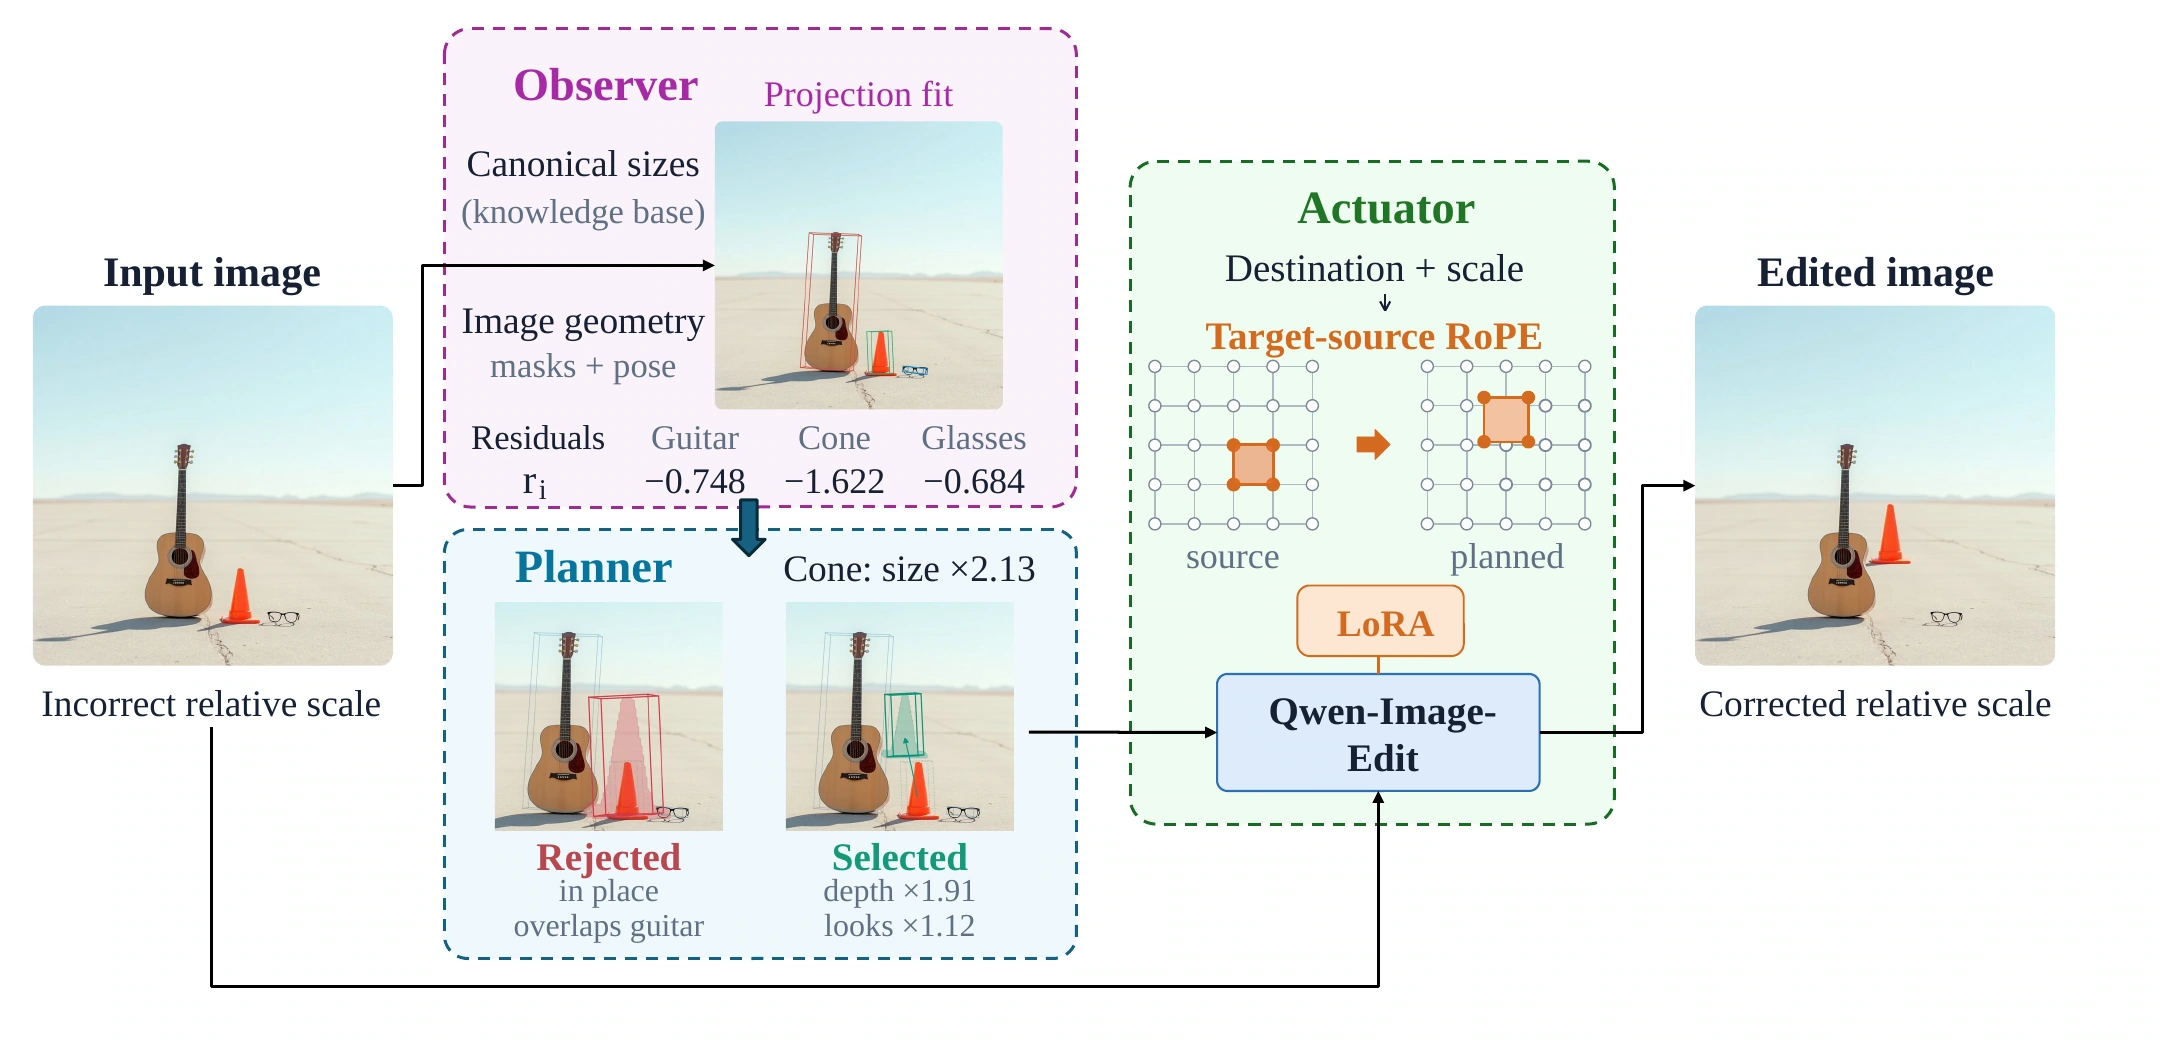 Input image
Incorrect relative scale
Observer
Projection fit
Canonical sizes
(knowledge base)
Image geometry
masks + pose
Residuals Guitar Cone Glasses
r i −0.748 −1.622 −0.684
Planner
Cone: size ×2.13
Rejected
in place
overlaps guitar
Selected
depth ×1.91
looks ×1.12
Actuator
Destination + scale
Target-source RoPE
source
planned
LoRA
Qwen-Image-
Edit
Edited image
Corrected relative scale